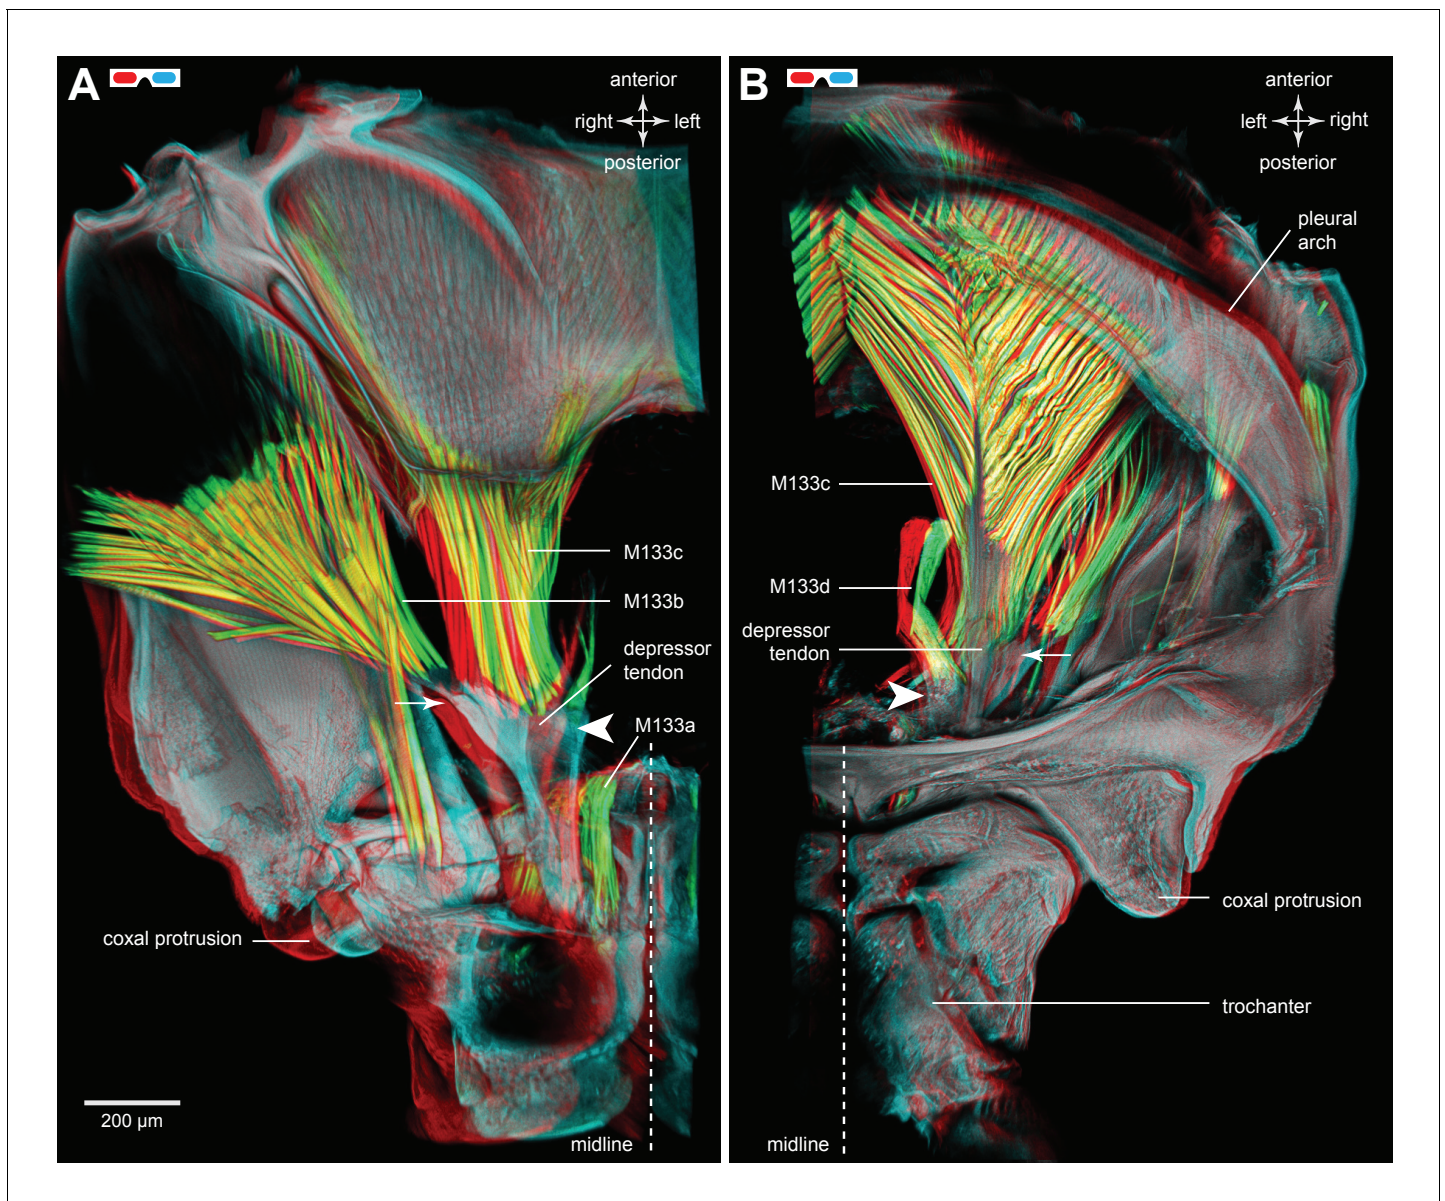 A
anterior
right left
posterior
M133c
M133b
depressor
tendon
M133a
coxal protrusion
200 µm
midline
B
anterior
left right
posterior
pleural
arch
M133c
M133d
depressor
tendon
coxal protrusion
trochanter
midline